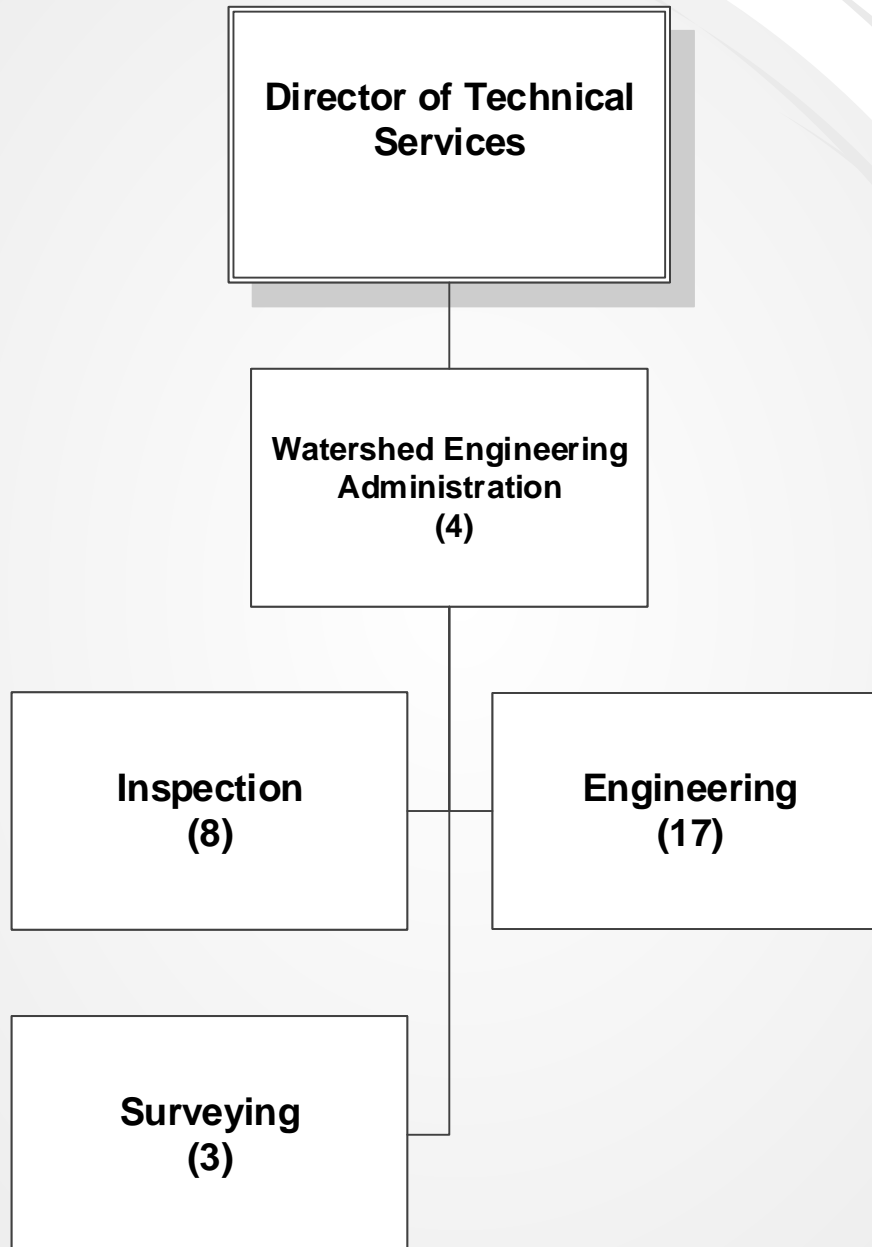 Director of Technical
Services
Watershed Engineering
Administration
(4)
Inspection
(8)
Engineering
(17)
Surveying
(3)